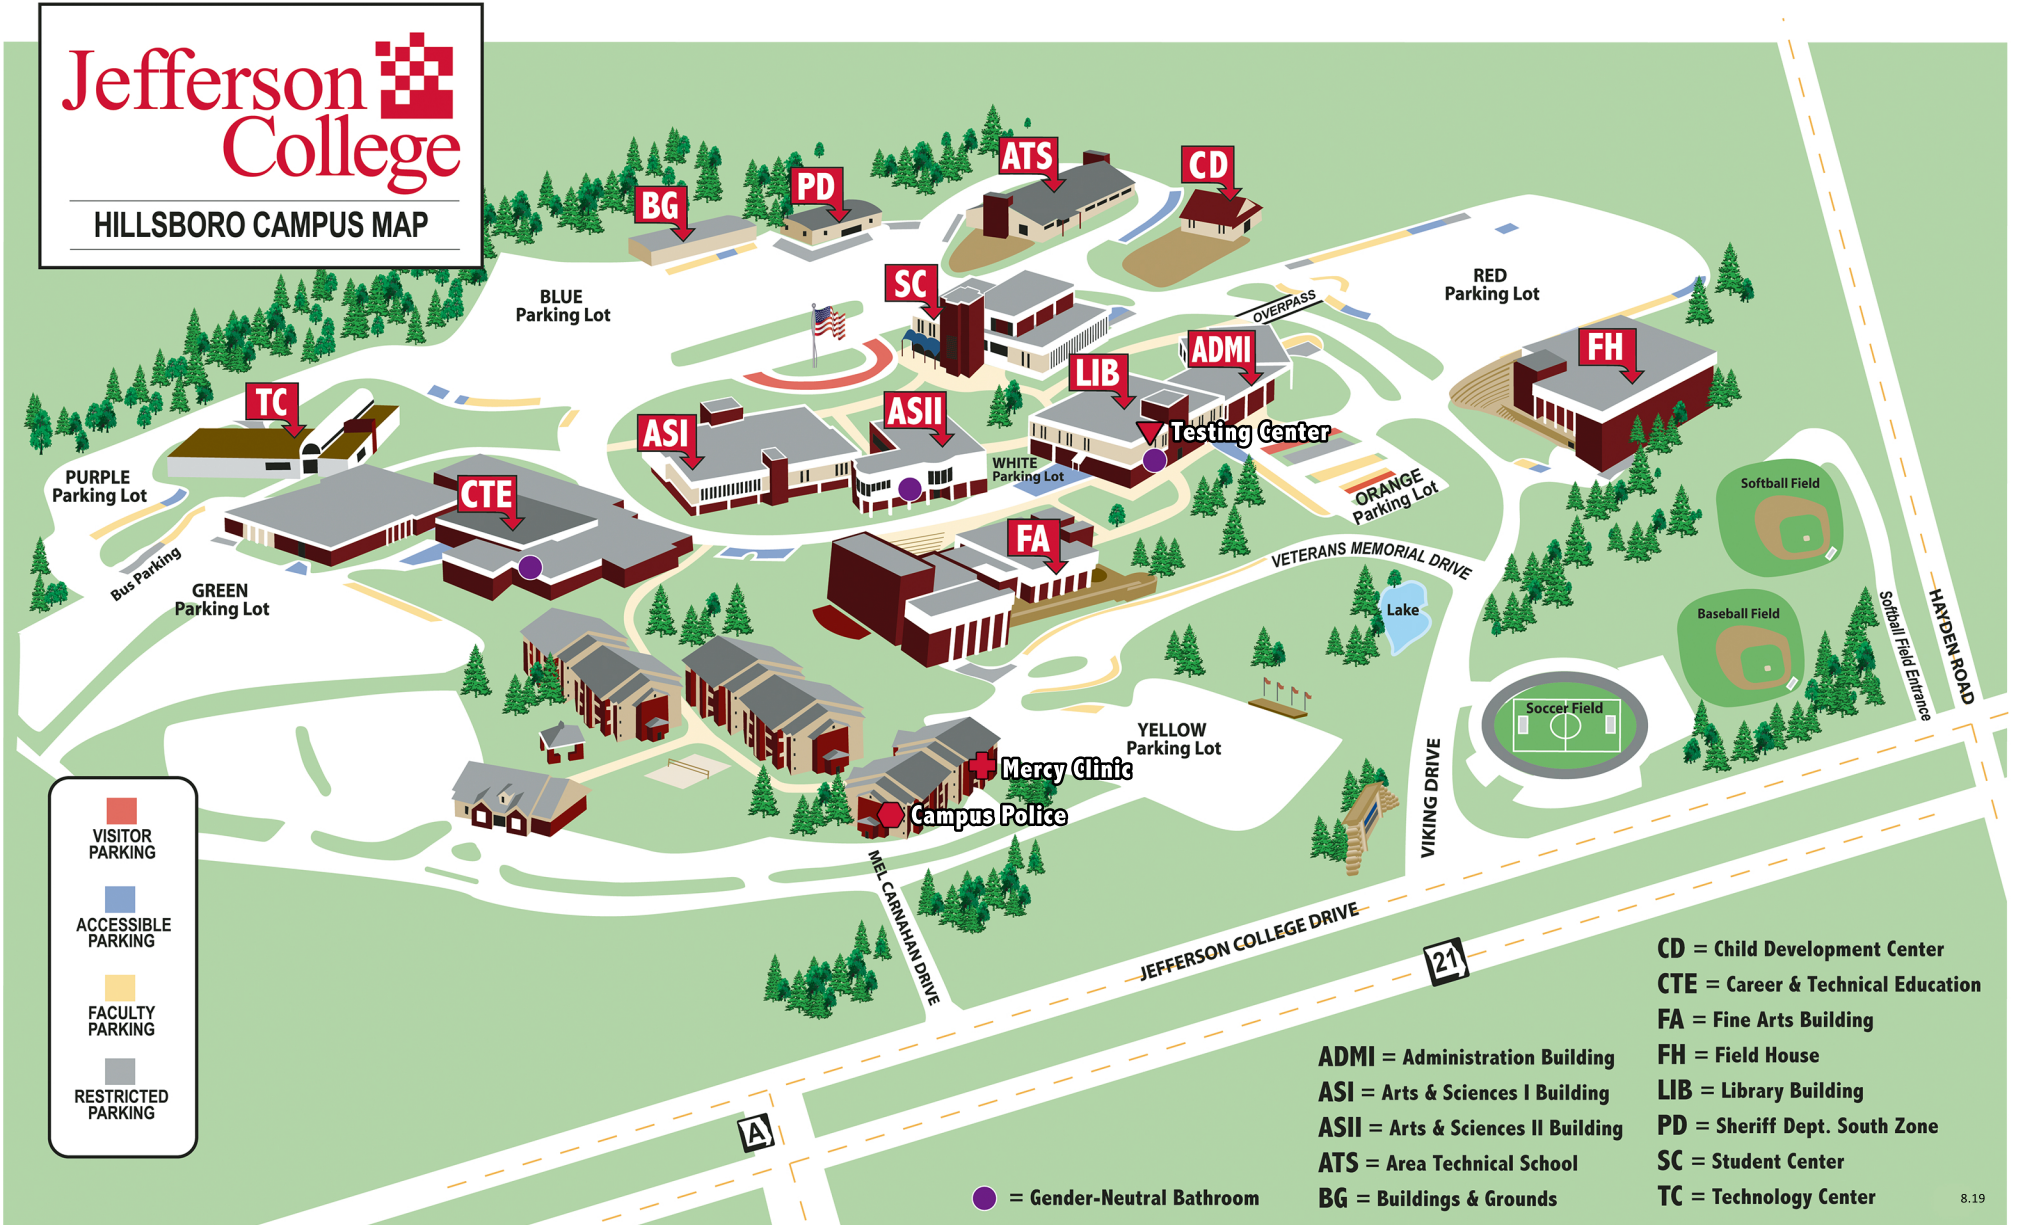 Jefferson
College
HILLSBORO CAMPUS MAP
ATS
CD
PD
BG
SC
BLUE
Parking Lot
RED
Parking Lot
OVERPASS
ADMI
FH
LIB
TC
ASII
ASI
Testing Center
WHITE
Parking Lot
PURPLE
Parking Lot
CTE
ORANGE
Parking Lot
Softball Field
FA
Bus Parking
GREEN
Parking Lot
VETERANS MEMORIAL DRIVE
Lake
Baseball Field
Softball Field Entrance
HAYDEN ROAD
Soccer Field
YELLOW
Parking Lot
Mercy Clinic
Campus Police
VIKING DRIVE
MEL CARNAHAN DRIVE
JEFFERSON COLLEGE DRIVE
21
A
VISITOR
PARKING
ACCESSIBLE
PARKING
FACULTY
PARKING
RESTRICTED
PARKING
= Gender-Neutral Bathroom
ADMI = Administration Building
ASI = Arts & Sciences I Building
ASII = Arts & Sciences II Building
ATS = Area Technical School
BG = Buildings & Grounds
CD = Child Development Center
CTE = Career & Technical Education
FA = Fine Arts Building
FH = Field House
LIB = Library Building
PD = Sheriff Dept. South Zone
SC = Student Center
TC = Technology Center
8.19